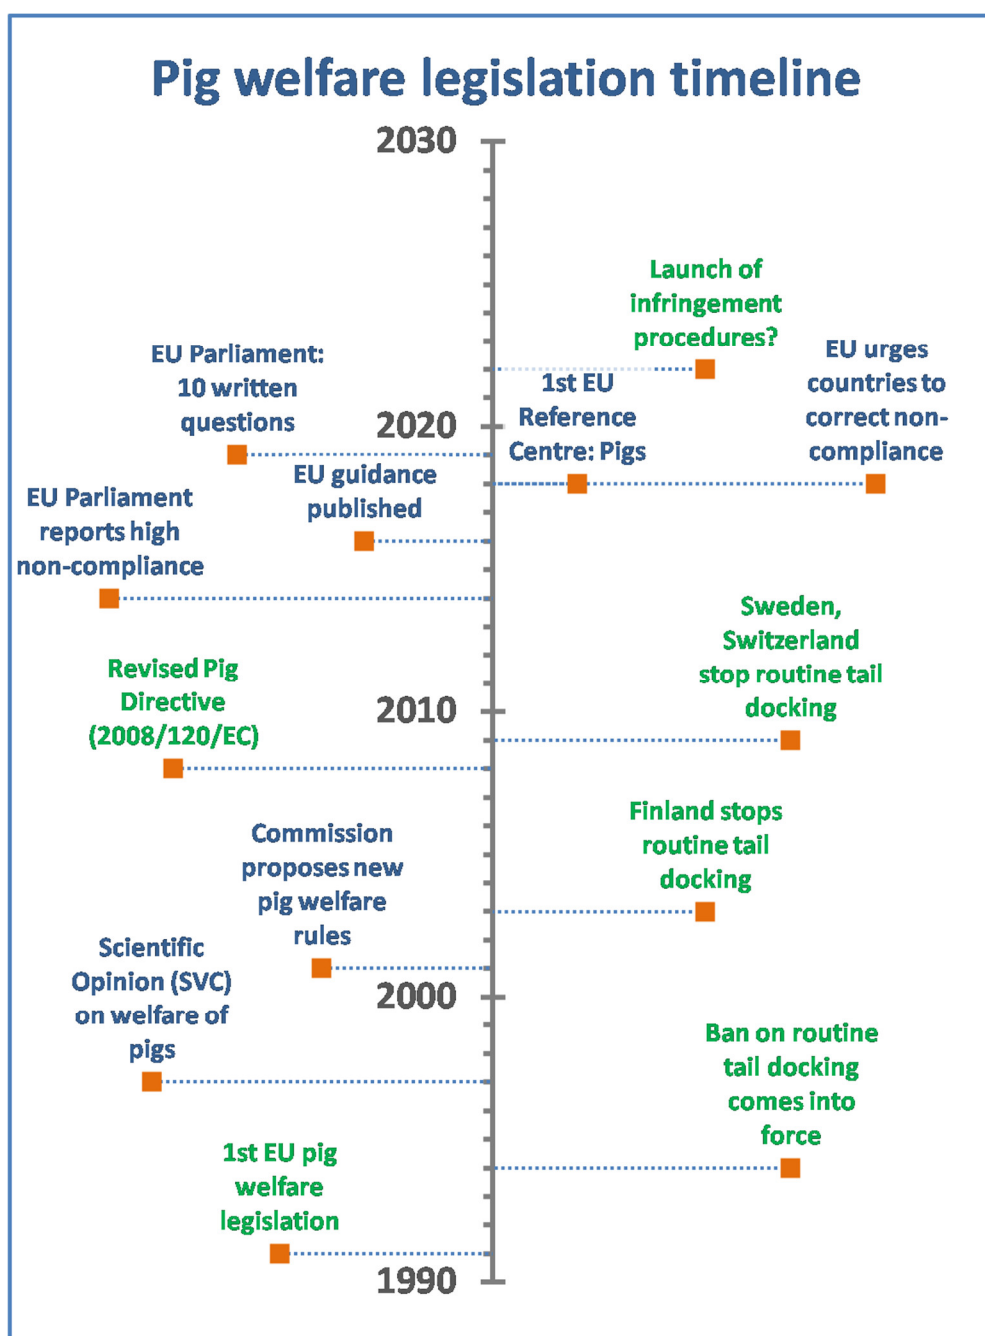 Pig welfare legislation timeline
2030
Launch of
infringement
procedures?
EU Parliament:
10 written
questions
1st EU
Reference
Centre: Pigs
EU urges
countries to
correct non-
compliance
2020
EU guidance
published
EU Parliament
reports high
non-compliance
Sweden,
Switzerland
stop routine tail
docking
Revised Pig
Directive
(2008/120/EC)
2010
Finland stops
routine tail
docking
Commission
proposes new
pig welfare
rules
Scientific
Opinion (SVC)
on welfare of
pigs
2000
Ban on routine
tail docking
comes into
force
1st EU pig
welfare
legislation
1990